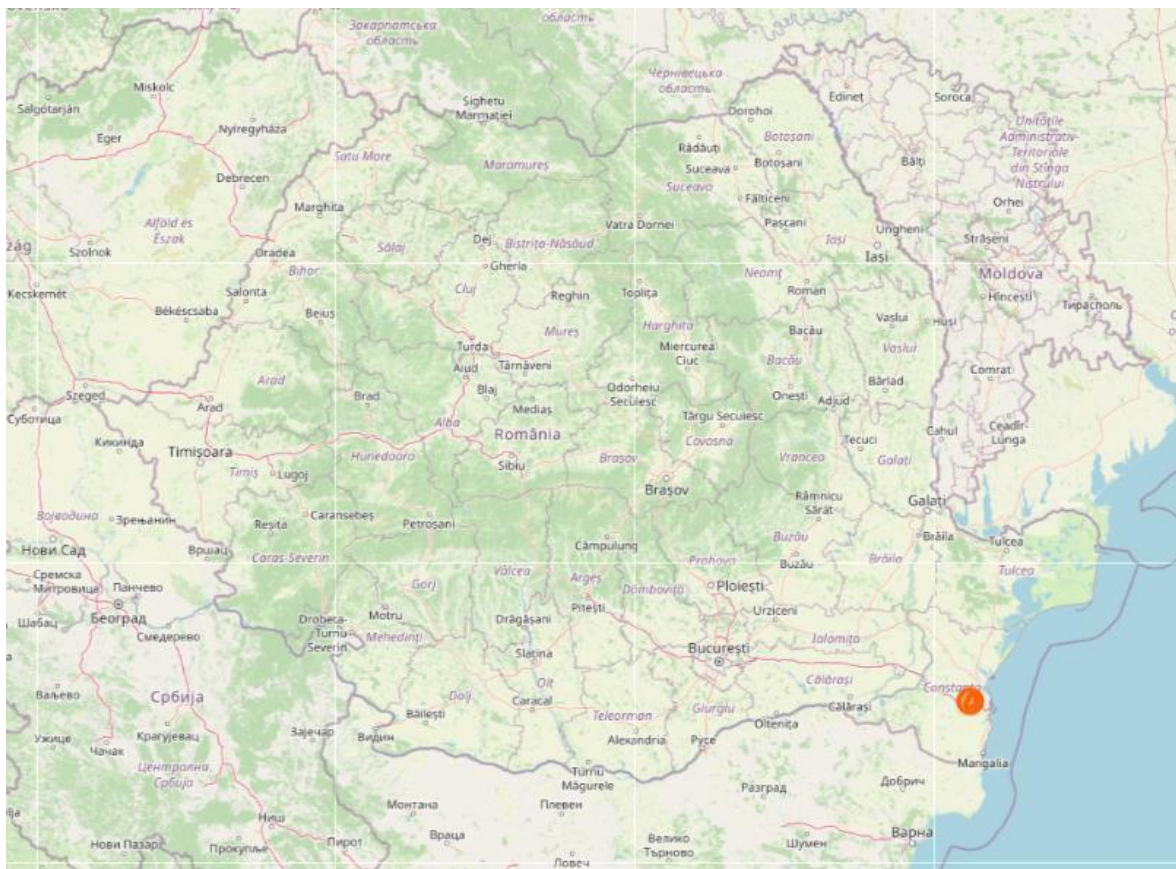 Закарпатська
область
область
Miskolc
Salgótarján
Eger
Nyíregyháza
Sighetu
Marmației
Чернівецька
область
Edineț
Soroca
Dorohoi
Botoșani
Rădăuți
Unitățile
Administrativ-
Teritoriale
din Stînga
Nistrului
Satu Mare
Maramureș
Botoșani
Bălți
Suceava
Suceava
Debrecen
Fălticeni
Orhei
Marghita
Pașcani
Alföld és
Észak
Vatra Dornei
Ungheni
Strășeni
Sălaj
Dej
Bistrița-Năsăud
Iași
Iași
Szolnok
Oradea
Gherla
Neamț
Moldova
Bihor
Kecskemét
Salonta
Cluj
Reghin
Toplița
Roman
Hîncești
Тирасполь
Békéscsaba
Beiuș
Vaslui
Huși
Mureș
Harghita
Bacău
Turda
Miercurea
Ciuc
Vaslui
Târnăveni
Bacău
Aiud
Comrat
Arad
Blaj
Odorheiu
Secuiesc
Onești
Bârlad
Szeged
Brad
Adjud
Суботица
Arad
Mediaș
Târgu Secuiesc
Ceadîr-
Lunga
Alba
România
Cahul
Кикинда
Timișoara
Covasna
Tecuci
Timiș
Hunedoara
Sibiu
Brașov
Vrancea
Galați
Lugoj
Brașov
Râmnicu
Sărat
Galați
Војводина
Зрењанин
Reșița
Caransebeș
Petroșani
Нови Сад
Câmpulung
Buzău
Brăila
Tulcea
Вршац
Caraș-Severin
Prahova
Brăila
Buzău
Tulcea
Сремска
Митровица
Панчево
Gorj
Vâlcea
Argeș
Dâmbovița
Ploiești
Београд
Motru
Pitești
Urziceni
Шабац
Drobeta-
Turnu
Severin
Drăgășani
Смедерево
Mehedinți
Ialomița
Slatina
București
Ваљево
Србија
Olt
Călărași
Constanța
Dolj
Caracal
Teleorman
Giurgiu
Călărași
Băilești
Oltenița
Ужице
Чачак
Крагујевац
Зајечар
Видин
Alexandria
Русе
Mangalia
Централна
Србија
Turnu
Măgurele
Разград
Добрич
Монтана
Плевен
Ниш
Враца
Велико
Търново
Шумен
Варна
Нови Пазар
Прокупље
Пирот
Ловеч